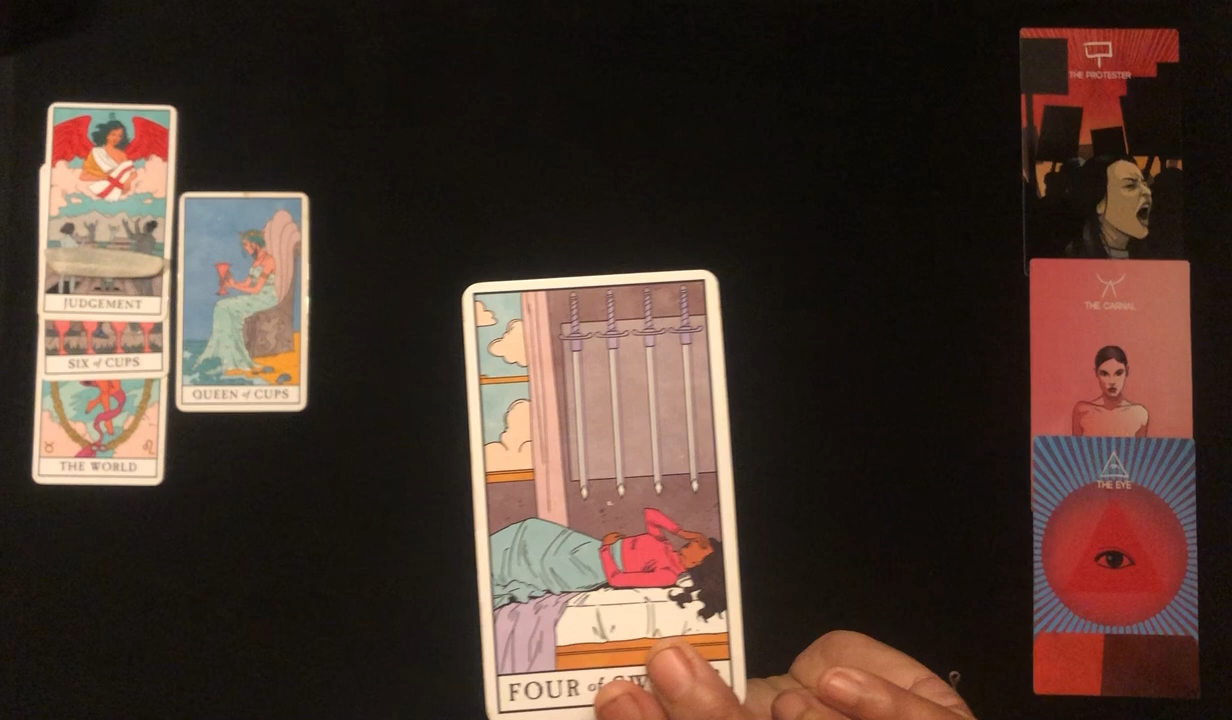 JUDGEMENT
SIX of CUPS
THE WORLD
QUEEN of CUPS
FOUR of
THE PROTESTER
THE CARNAL
THE EYE